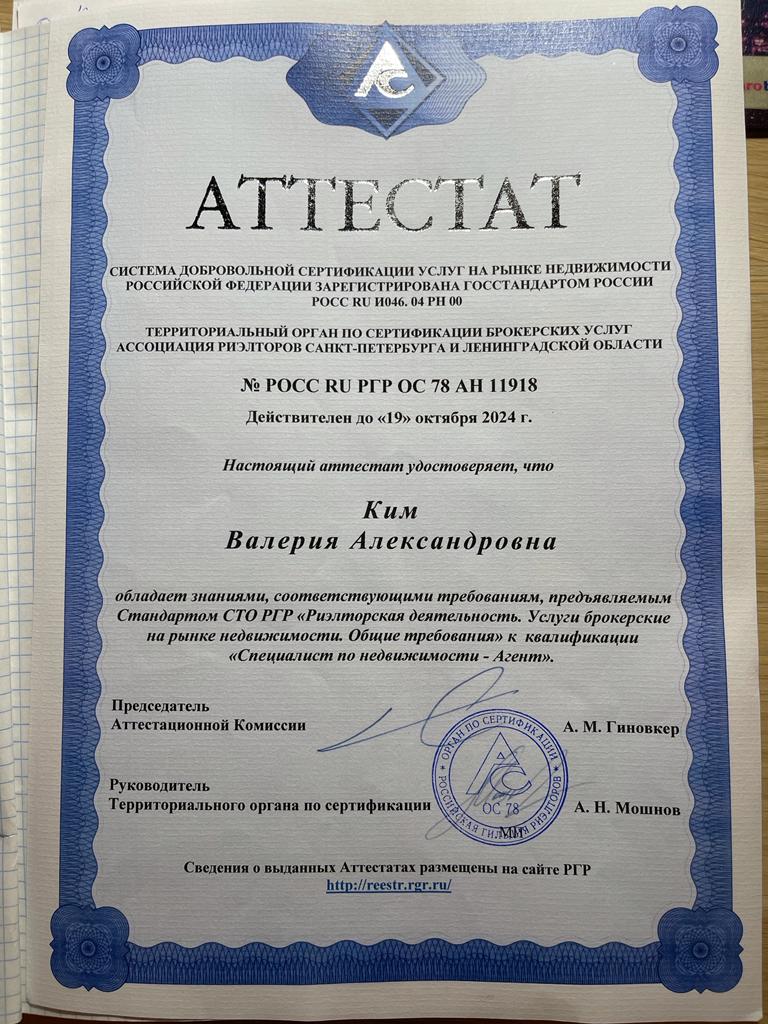 АС
АТТЕСТАТ
СИСТЕМА ДОБРОВОЛЬНОЙ СЕРТИФИКАЦИИ УСЛУГ НА РЫНКЕ НЕДВИЖИМОСТИ
РОССИЙСКОЙ ФЕДЕРАЦИИ ЗАРЕГИСТРИРОВАНА ГОССТАНДАРТОМ РОССИИ
РОСС RU И046. 04 РН 00
ТЕРРИТОРИАЛЬНЫЙ ОРГАН ПО СЕРТИФИКАЦИИ БРОКЕРСКИХ УСЛУГ
АССОЦИАЦИЯ РИЭЛТОРОВ САНКТ-ПЕТЕРБУРГА И ЛЕНИНГРАДСКОЙ ОБЛАСТИ
№ РОСС RU РГР ОС 78 АН 11918
Действителен до «19» октября 2024 г.
Настоящий аттестат удостоверяет, что
Ким
Валерия Александровна
обладает знаниями, соответствующими требованиям, предъявляемым
Стандартом СТО РГР «Риэлторская деятельность. Услуги брокерские
на рынке недвижимости. Общие требования» к квалификации
«Специалист по недвижимости - Агент».
Председатель
Аттестационной Комиссии
А. М. Гиновкер
Руководитель
Территориального органа по сертификации
А. Н. Мошнов
ОРГАН ПО СЕРТИФИКАЦИИ
РОССИЙСКАЯ ГИЛЬДИЯ РИЭЛТОРОВ
АС
ОС 78
Сведения о выданных Аттестатах размещены на сайте РГР
http://reestr.rgr.ru/